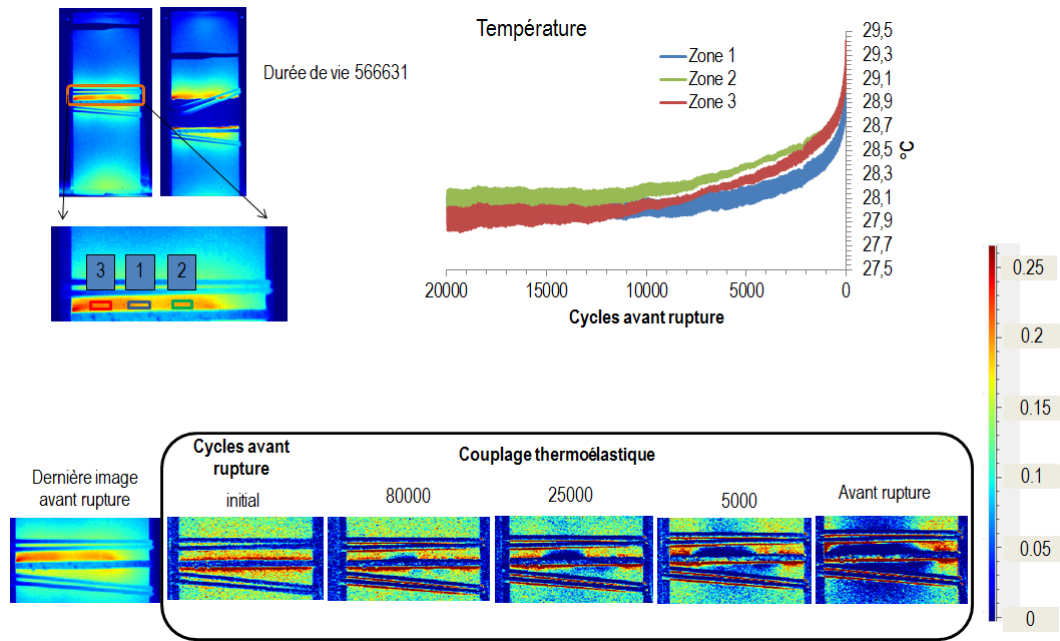 Température
Zone 1
Zone 2
Zone 3
Durée de vie 566631
29,5
29,3
29,1
28,9
28,7
28,5
28,3
28,1
27,9
27,7
27,5
°C
20000
15000
10000
5000
0
Cycles avant rupture
3
1
2
0.25
0.2
0.15
0.1
0.05
0
Dernière image
avant rupture
Cycles avant
rupture
initial
Couplage thermoélastique
80000
25000
5000
Avant rupture